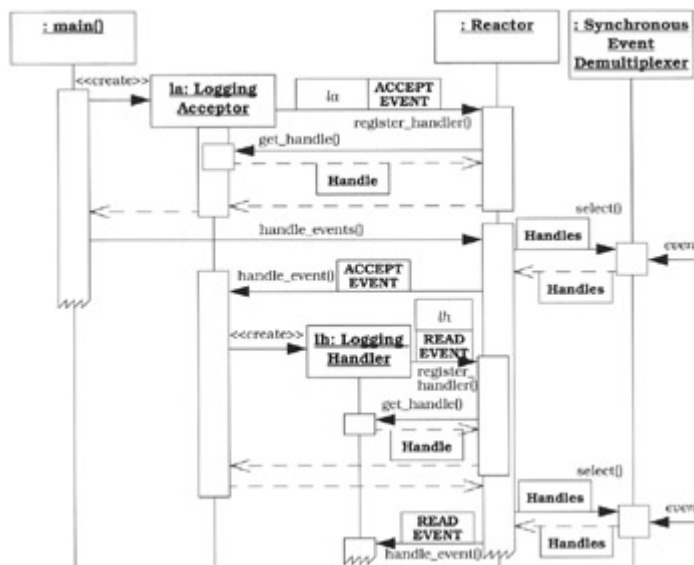 : main()
: Reactor
: Synchronous
Event
Demultiplexer
<<create>>
la: Logging
Acceptor
la
ACCEPT
EVENT
register_handler()
get_handle()
Handle
select()
handle_events()
Handles
event
handle_event()
ACCEPT
EVENT
Handles
lh
<<create>>
lh: Logging
Handler
READ
EVENT
register_
handler()
get_handle()
Handle
select()
Handles
event
READ
EVENT
Handles
handle_event()